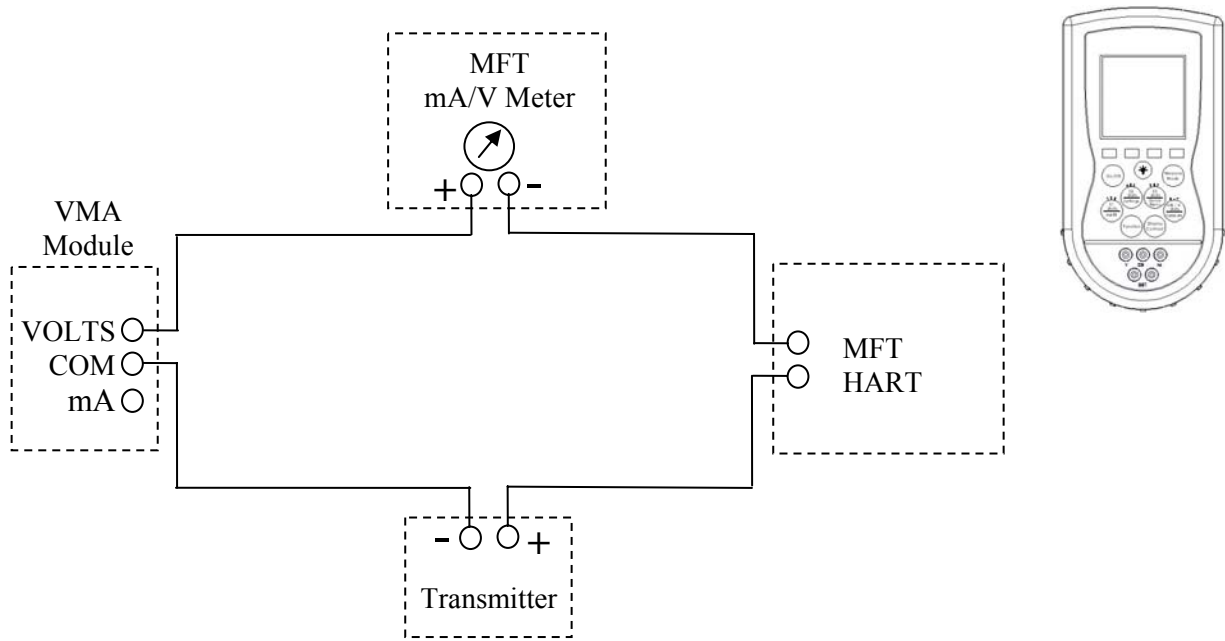 MFT
mA/V Meter
+ -
VMA
Module
VOLTS
COM
mA
MFT
HART
- +
Transmitter